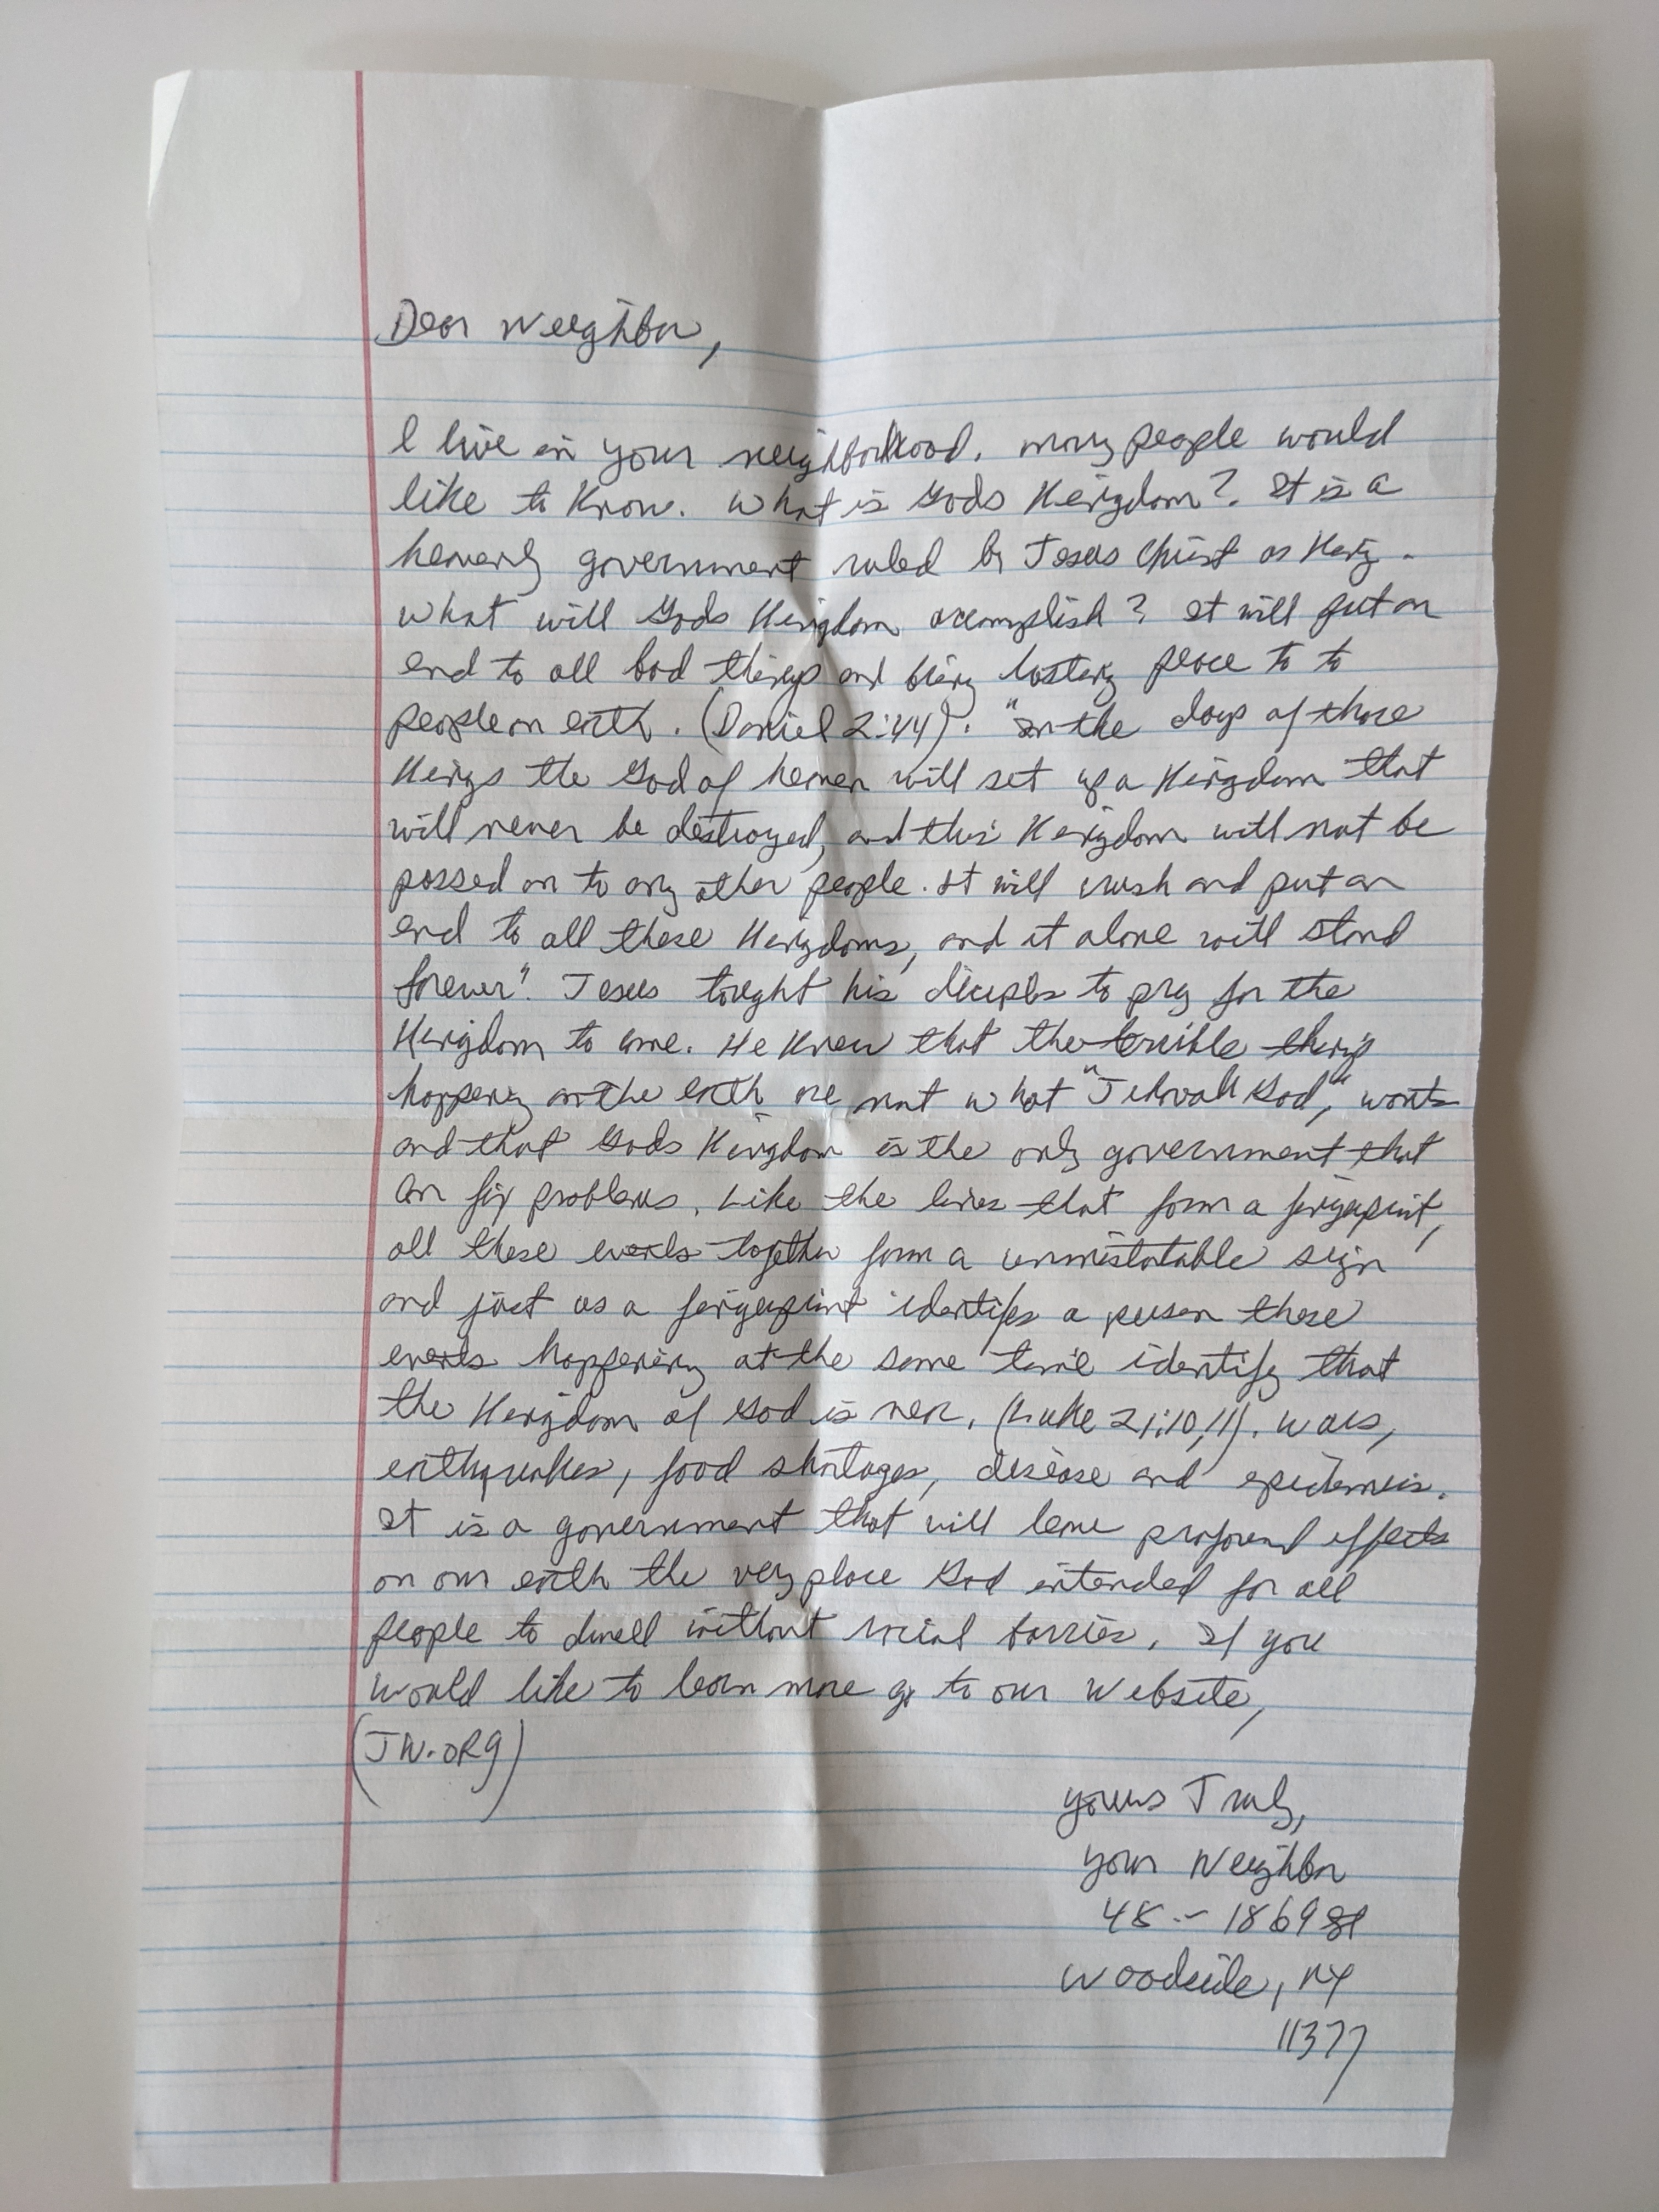 Dear Neighbor,
I live in your neighborhood. many people would
like to Know. What is Gods Kingdom?. It is a
heavenly government ruled by Jesus Christ as King.
What will Gods Kingdom accomplish? It will put an
end to all bad things and bring lasting peace to to
people on earth. (Daniel 2:44). "In the days of those
Kings the God of heaven will set up a Kingdom that
will never be destroyed, and this Kingdom will not be
passed on to any other people. It will crush and put an
end to all these Kingdoms, and it alone will stand
forever". Jesus taught his disciples to pray for the
Kingdom to come. He Knew that the terrible things
happening on the earth are not what "Jehovah God", wants
and that Gods Kingdom is the only government that
can fix problems. Like the lines that form a fingerprint,
all these events together form a unmistakable sign
and just as a fingerprint identifies a person these
events happening at the same time identify that
the Kingdom of God is near. (Luke 21:10,11). Wars,
earthquakes, food shortages, disease and epidemics.
It is a government that will leave profound effects
on our earth the very place God intended for all
people to dwell without racial barries. If you
would like to learn more go to our Website,
(JW.ORG)
yours Truly,
your Neighbor
48-18 69 St
Woodside, NY
11377